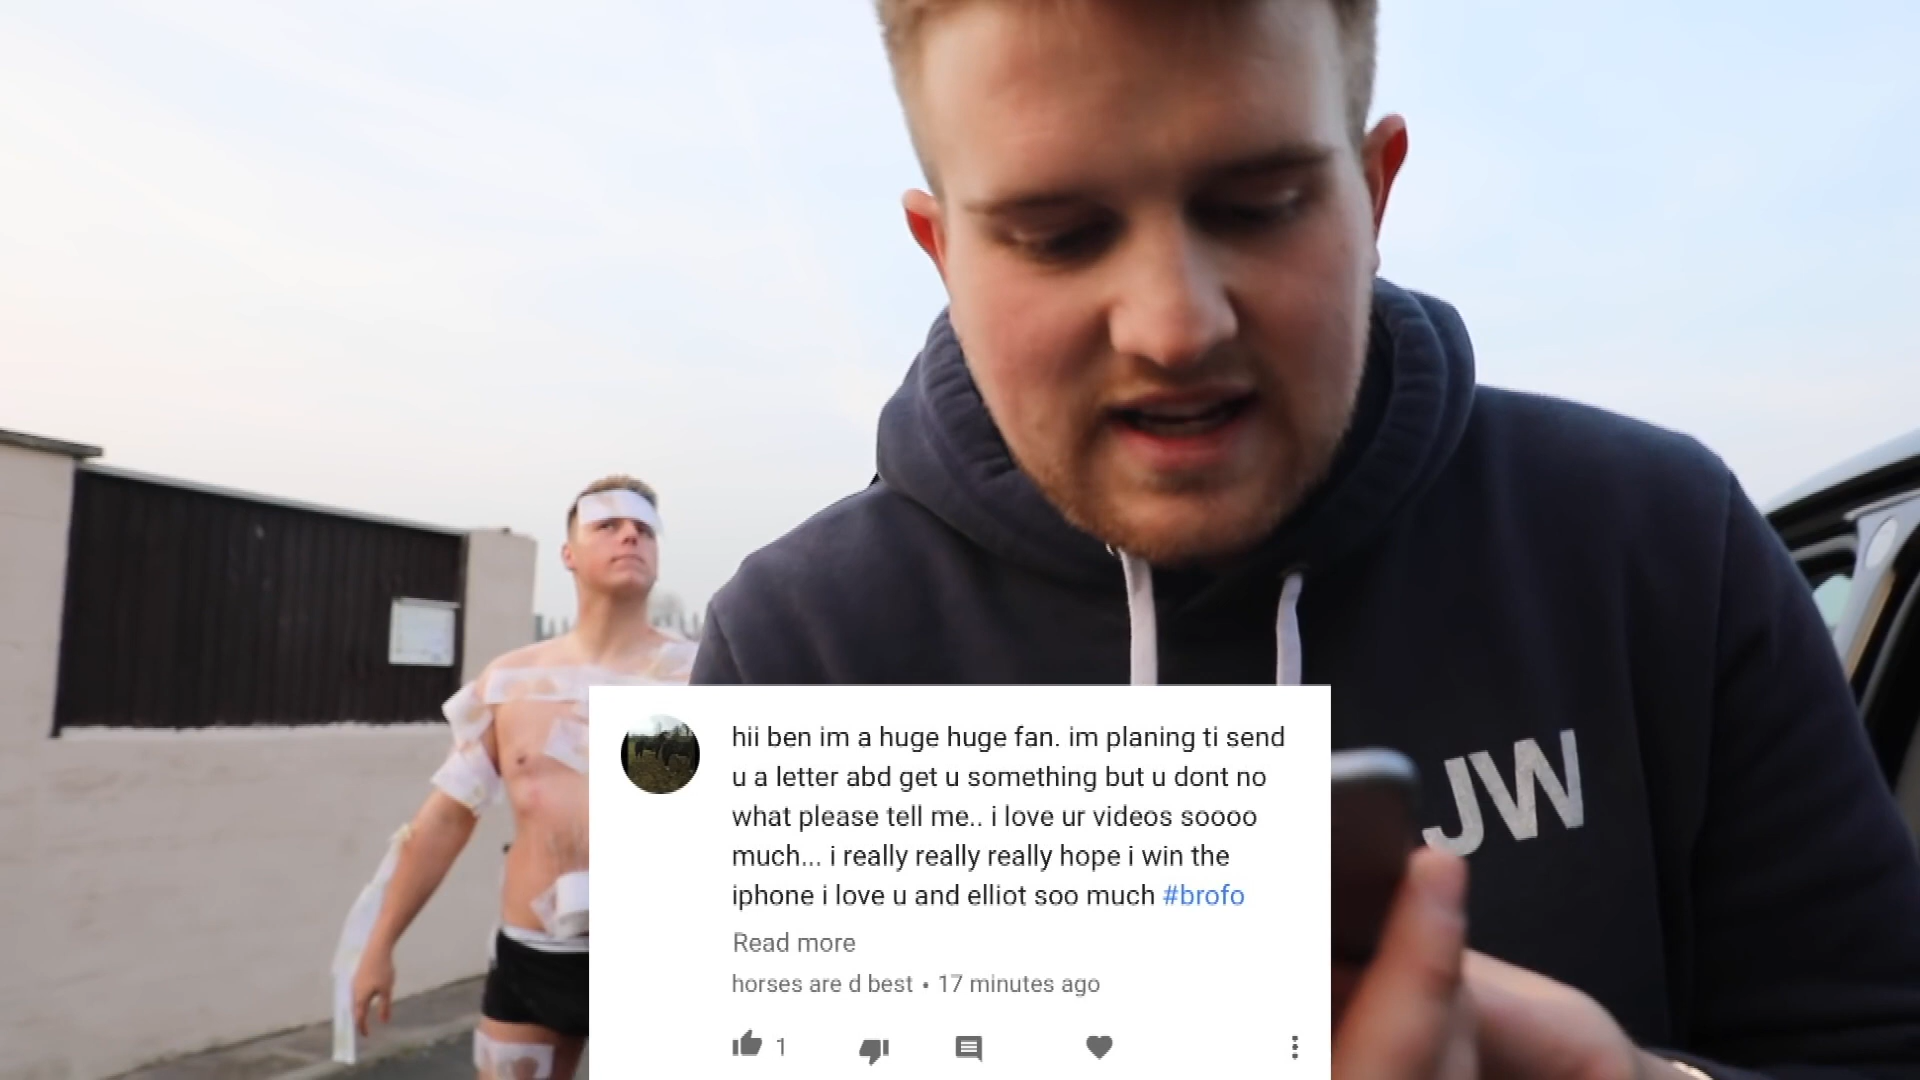 hii ben im a huge huge fan. im planing ti send
u a letter abd get u something but u dont no
what please tell me.. i love ur videos soooo
much... i really really really hope i win the
iphone i love u and elliot soo much #brofo
Read more
horses are d best • 17 minutes ago
1
JW